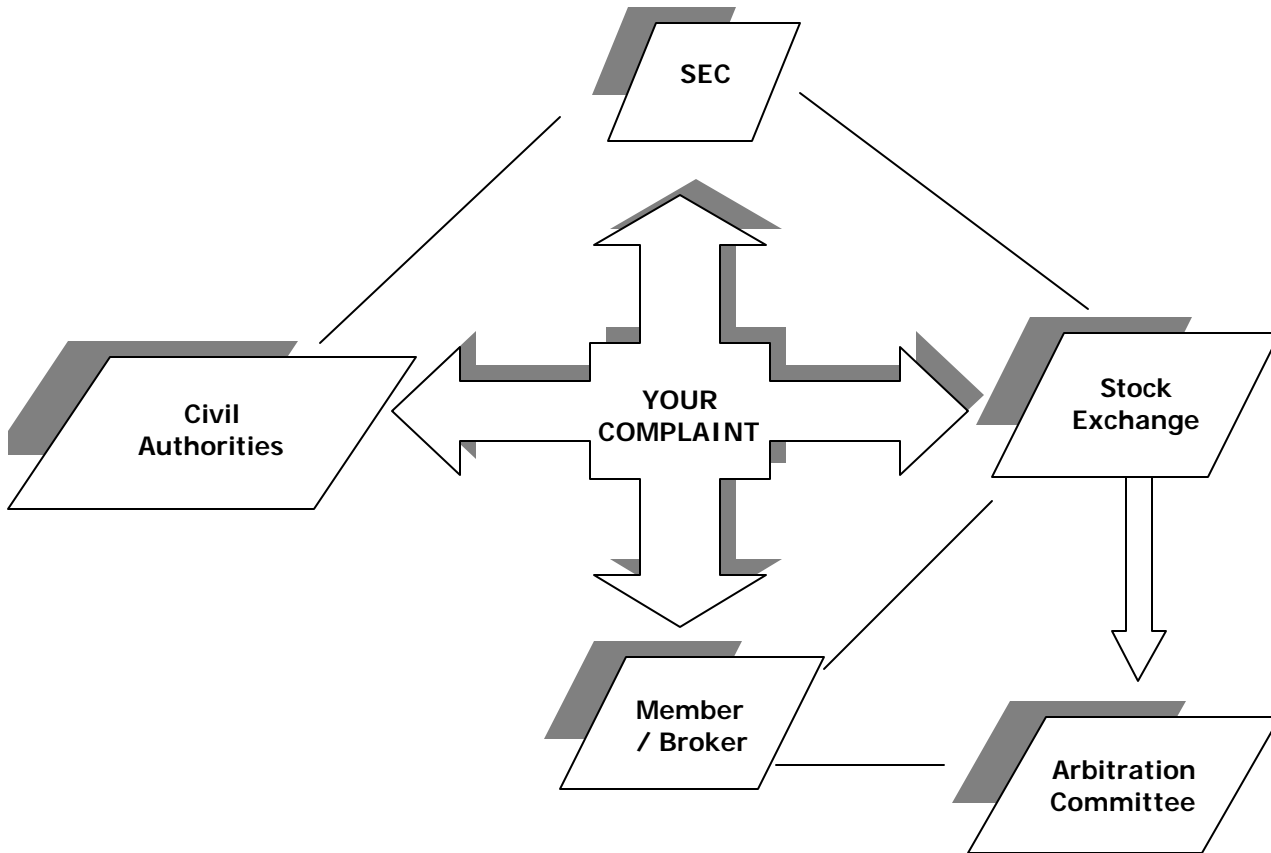 SEC
Civil
Authorities
YOUR
COMPLAINT
Stock
Exchange
Member
/ Broker
Arbitration
Committee